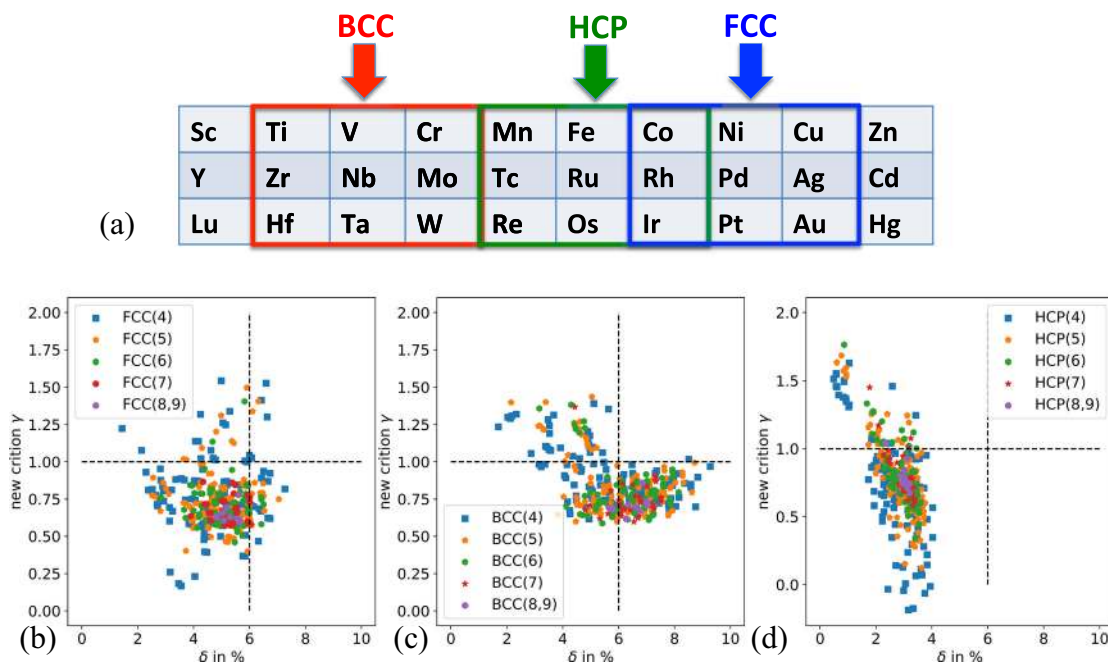 BCC HCP FCC
Sc Ti V Cr Mn Fe Co Ni Cu Zn
Y Zr Nb Mo Tc Ru Rh Pd Ag Cd
(a) Lu Hf Ta W Re Os Ir Pt Au Hg
2.00
1.75
1.50
1.25
1.00
0.75
0.50
0.25
0.00
new crition γ
FCC(4)
FCC(5)
FCC(6)
FCC(7)
FCC(8,9)
0 2 4 6 8 10
(b) δ in %
2.00
1.75
1.50
1.25
1.00
0.75
0.50
0.25
0.00
new crition γ
BCC(4)
BCC(5)
BCC(6)
BCC(7)
BCC(8,9)
0 2 4 6 8 10
(c) δ in %
2.0
1.5
1.0
0.5
0.0
new crition γ
HCP(4)
HCP(5)
HCP(6)
HCP(7)
HCP(8,9)
0 2 4 6 8 10
(d) δ in %